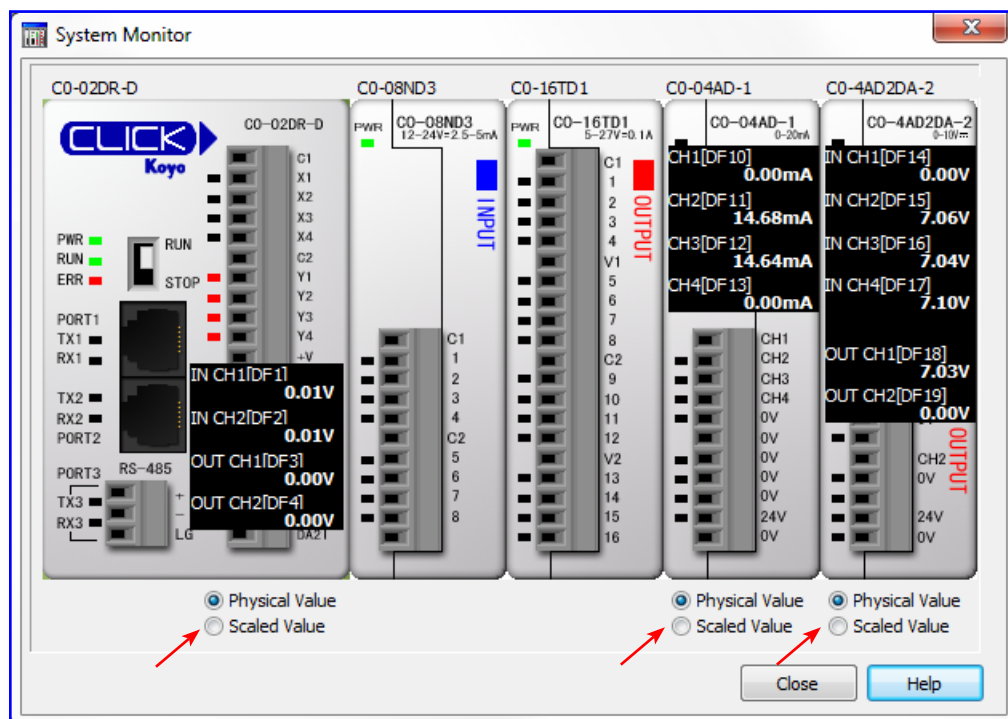 System Monitor
C0-02DR-D
C0-08ND3
C0-16TD1
C0-04AD-1
C0-4AD2DA-2
CLICK
Koyo
C0-02DR-D
C1
X1
X2
X3
X4
C2
Y1
Y2
Y3
Y4
+V
PWR
RUN
ERR
RUN
STOP
PORT1
TX1
RX1
TX2
RX2
PORT2
PORT3
RS-485
TX3
RX3
+
−
LG
IN CH1[DF1]
0.01V
IN CH2[DF2]
0.01V
OUT CH1[DF3]
0.00V
OUT CH2[DF4]
0.00V
DA2I
PWR
C0-08ND3
12-24V=2.5-5mA
INPUT
C1
1
2
3
4
C2
5
6
7
8
PWR
C0-16TD1
5-27V=0.1A
OUTPUT
C1
1
2
3
4
V1
5
6
7
8
C2
9
10
11
12
V2
13
14
15
16
C0-04AD-1
0-20mA
CH1[DF10]
0.00mA
CH2[DF11]
14.68mA
CH3[DF12]
14.64mA
CH4[DF13]
0.00mA
CH1
CH2
CH3
CH4
0V
0V
0V
0V
24V
0V
C0-4AD2DA-2
0-10V
IN CH1[DF14]
0.00V
IN CH2[DF15]
7.06V
IN CH3[DF16]
7.04V
IN CH4[DF17]
7.10V
OUT CH1[DF18]
7.03V
OUT CH2[DF19]
0.00V
OUTPUT
CH2
0V
24V
0V
Physical Value
Scaled Value
Physical Value
Scaled Value
Physical Value
Scaled Value
Close
Help